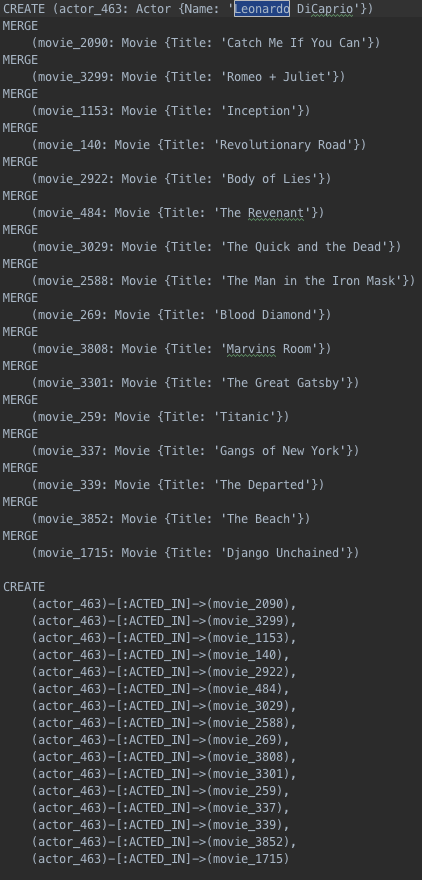 CREATE (actor_463: Actor {Name: 'Leonardo DiCaprio'})
MERGE
(movie_2090: Movie {Title: 'Catch Me If You Can'})
MERGE
(movie_3299: Movie {Title: 'Romeo + Juliet'})
MERGE
(movie_1153: Movie {Title: 'Inception'})
MERGE
(movie_140: Movie {Title: 'Revolutionary Road'})
MERGE
(movie_2922: Movie {Title: 'Body of Lies'})
MERGE
(movie_484: Movie {Title: 'The Revenant'})
MERGE
(movie_3029: Movie {Title: 'The Quick and the Dead'})
MERGE
(movie_2588: Movie {Title: 'The Man in the Iron Mask'})
MERGE
(movie_269: Movie {Title: 'Blood Diamond'})
MERGE
(movie_3808: Movie {Title: 'Marvins Room'})
MERGE
(movie_3301: Movie {Title: 'The Great Gatsby'})
MERGE
(movie_259: Movie {Title: 'Titanic'})
MERGE
(movie_337: Movie {Title: 'Gangs of New York'})
MERGE
(movie_339: Movie {Title: 'The Departed'})
MERGE
(movie_3852: Movie {Title: 'The Beach'})
MERGE
(movie_1715: Movie {Title: 'Django Unchained'})
CREATE
(actor_463)-[:ACTED_IN]->(movie_2090),
(actor_463)-[:ACTED_IN]->(movie_3299),
(actor_463)-[:ACTED_IN]->(movie_1153),
(actor_463)-[:ACTED_IN]->(movie_140),
(actor_463)-[:ACTED_IN]->(movie_2922),
(actor_463)-[:ACTED_IN]->(movie_484),
(actor_463)-[:ACTED_IN]->(movie_3029),
(actor_463)-[:ACTED_IN]->(movie_2588),
(actor_463)-[:ACTED_IN]->(movie_269),
(actor_463)-[:ACTED_IN]->(movie_3808),
(actor_463)-[:ACTED_IN]->(movie_3301),
(actor_463)-[:ACTED_IN]->(movie_259),
(actor_463)-[:ACTED_IN]->(movie_337),
(actor_463)-[:ACTED_IN]->(movie_339),
(actor_463)-[:ACTED_IN]->(movie_3852),
(actor_463)-[:ACTED_IN]->(movie_1715)